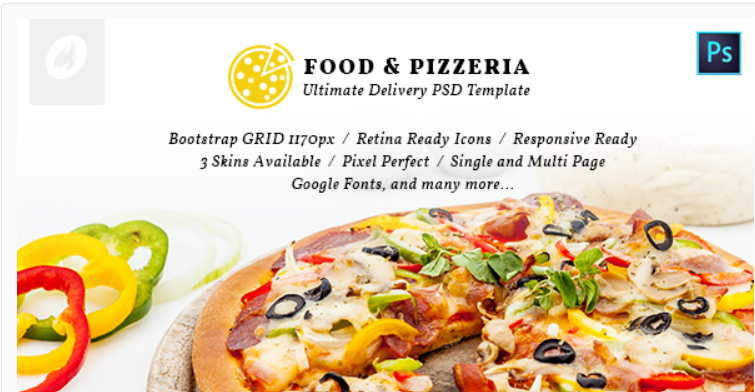 FOOD & PIZZERIA
Ultimate Delivery PSD Template
Ps
Bootstrap GRID 1170px / Retina Ready Icons / Responsive Ready
3 Skins Available / Pixel Perfect / Single and Multi Page
Google Fonts, and many more...